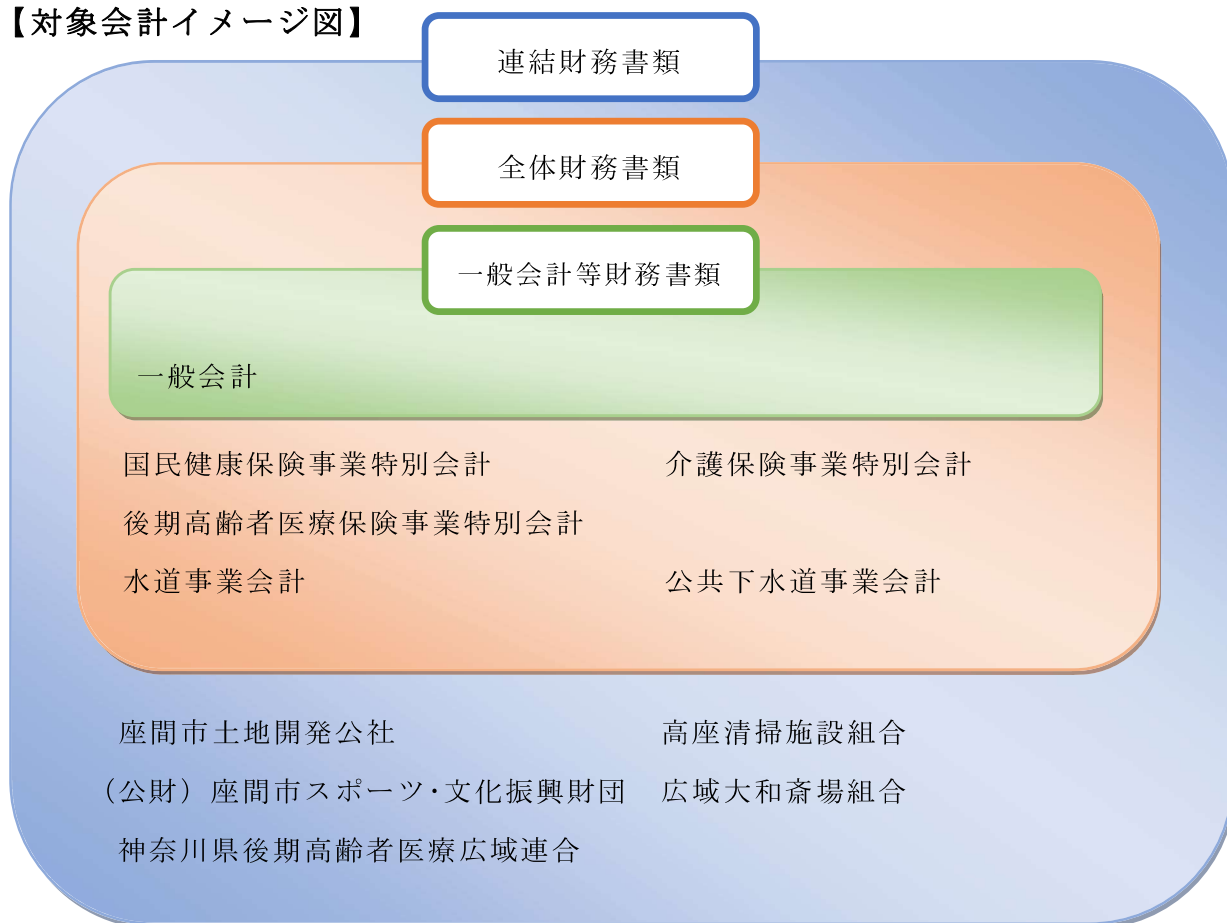 【対象会計イメージ図】
連結財務書類
全体財務書類
一般会計等財務書類
一般会計
国民健康保険事業特別会計 介護保険事業特別会計
後期高齢者医療保険事業特別会計
水道事業会計 公共下水道事業会計
座間市土地開発公社 高座清掃施設組合
（公財）座間市スポーツ・文化振興財団 広域大和斎場組合
神奈川県後期高齢者医療広域連合